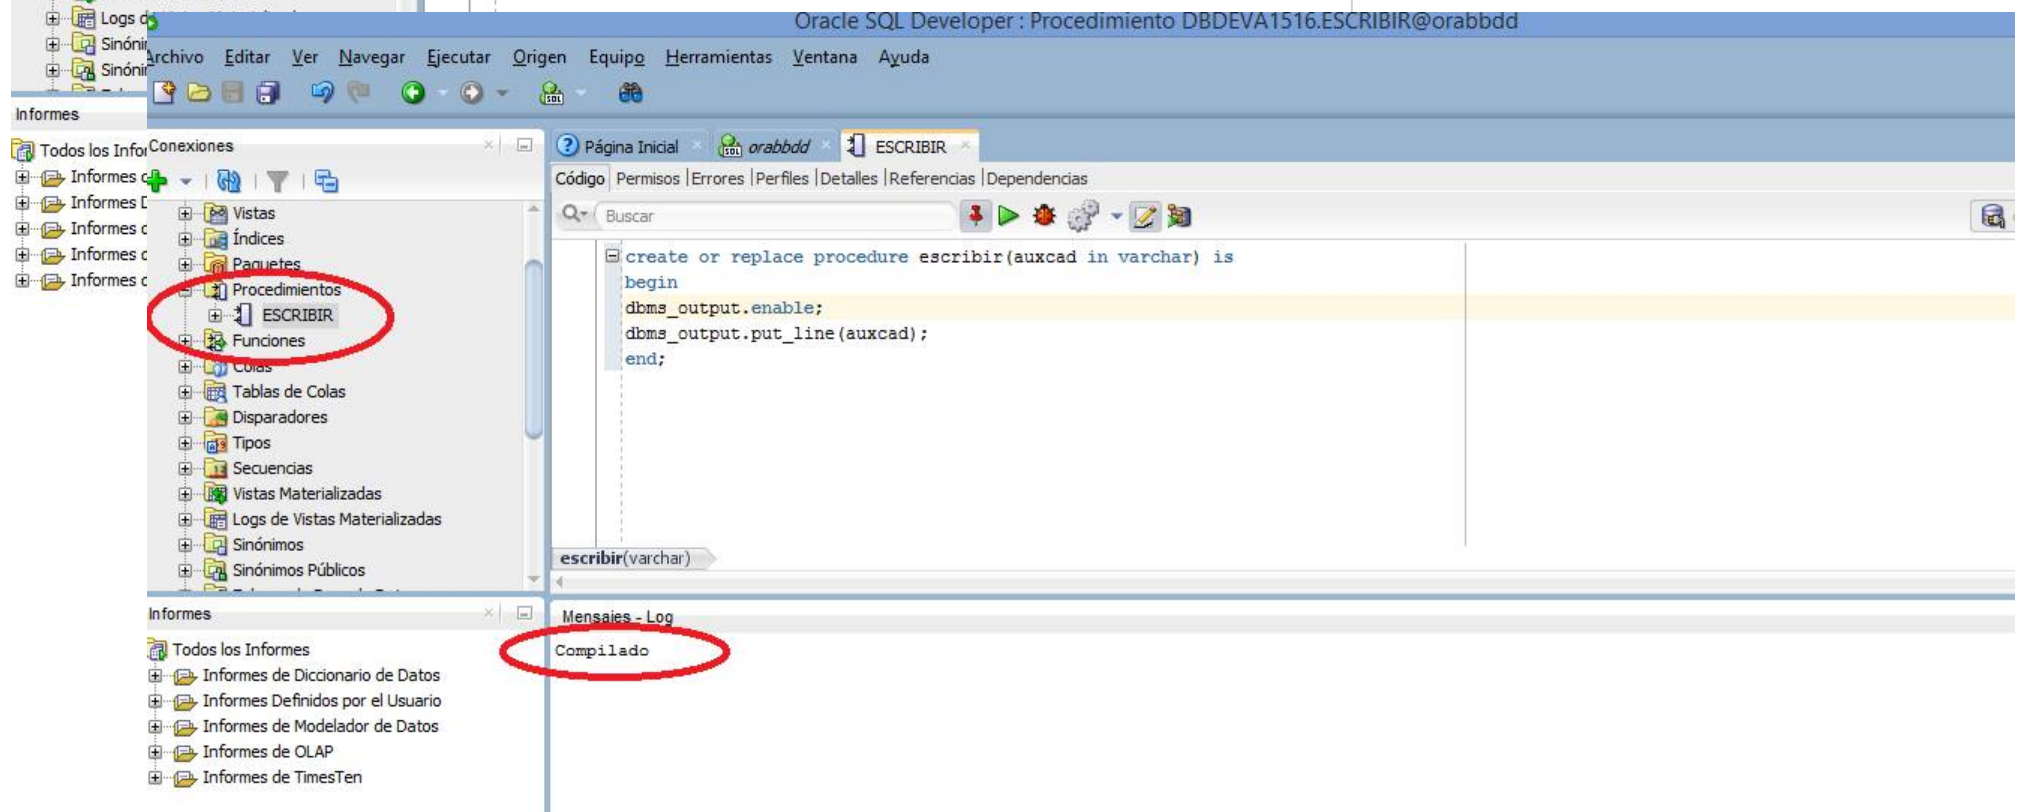 Logs d
Sinónir
Sinónir
Informes
Todos los Infor
Informes c
Informes D
Informes c
Informes c
Informes c
Oracle SQL Developer : Procedimiento DBDEVA1516.ESCRIBIR@orabbdd
Archivo Editar Ver Navegar Ejecutar Origen Equipo Herramientas Ventana Ayuda
Conexiones
Vistas
Índices
Paquetes
Procedimientos
ESCRIBIR
Funciones
Colas
Tablas de Colas
Disparadores
Tipos
Secuencias
Vistas Materializadas
Logs de Vistas Materializadas
Sinónimos
Sinónimos Públicos
Informes
Todos los Informes
Informes de Diccionario de Datos
Informes Definidos por el Usuario
Informes de Modelador de Datos
Informes de OLAP
Informes de TimesTen
Página Inicial orabbdd ESCRIBIR
Código Permisos |Errores |Perfiles |Detalles |Referencias |Dependencias
Buscar
create or replace procedure escribir(auxcad in varchar) is
begin
dbms_output.enable;
dbms_output.put_line(auxcad);
end;
escribir(varchar)
Mensajes - Log
Compilado